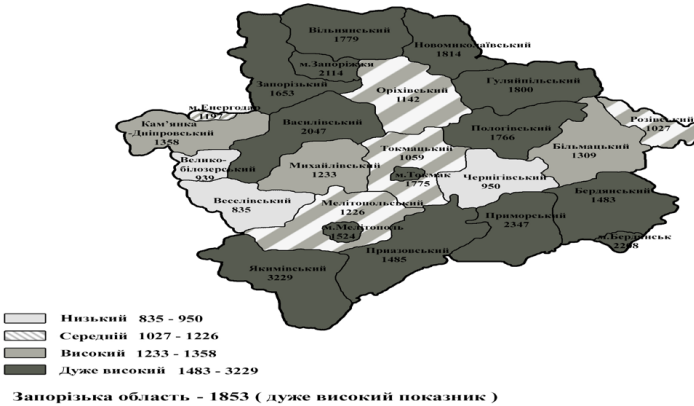 Вільнянський
1779
Новомиколаївський
1814
м.Запоріжжя
2114
Запорізький
1653
Гуляйпільський
1800
Оріхівський
1142
м.Енергодар
1197
Кам'янка
-Дніпровський
1358
Василівський
2047
Розівський
1027
Пологівський
1766
Більмацький
1309
Токмацький
1059
Велико-
білозерський
939
Михайлівський
1233
м.Токмак
1775
Чернігівський
950
Бердянський
1483
Веселівський
835
Мелітопольський
1226
Приморський
2347
м.Мелітополь
1524
м.Бердянськ
2208
Приазовський
1485
Якимівський
3229
Низький 835 - 950
Середній 1027 - 1226
Високий 1233 - 1358
Дуже високий 1483 - 3229
Запорізька область - 1853 ( дуже високий показник )